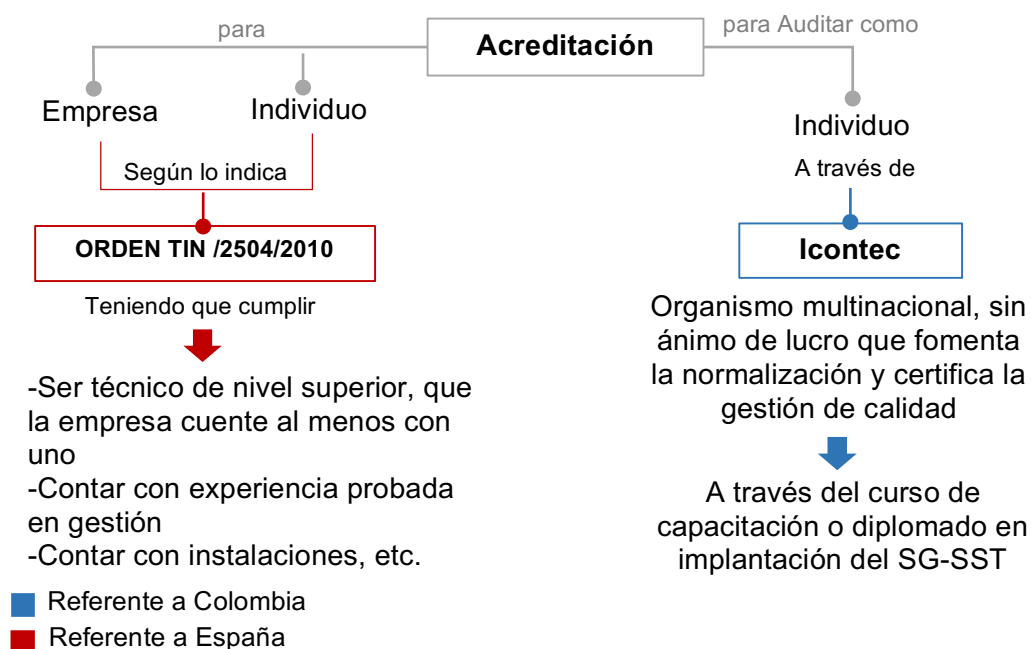 Acreditación
para
para Auditar como
Empresa
Individuo
Según lo indica
ORDEN TIN /2504/2010
Teniendo que cumplir
-Ser técnico de nivel superior, que
la empresa cuente al menos con
uno
-Contar con experiencia probada
en gestión
-Contar con instalaciones, etc.
Individuo
A través de
Icontec
Organismo multinacional, sin
ánimo de lucro que fomenta
la normalización y certifica la
gestión de calidad
A través del curso de
capacitación o diplomado en
implantación del SG-SST
Referente a Colombia
Referente a España